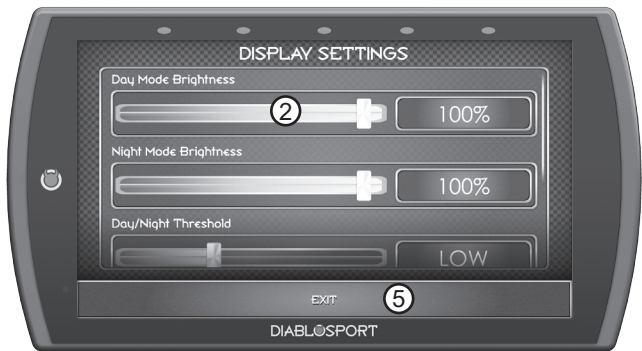 DISPLAY SETTINGS
Day Mode Brightness
2
100%
Night Mode Brightness
100%
Day/Night Threshold
LOW
EXIT
5
DIABLOSPORT